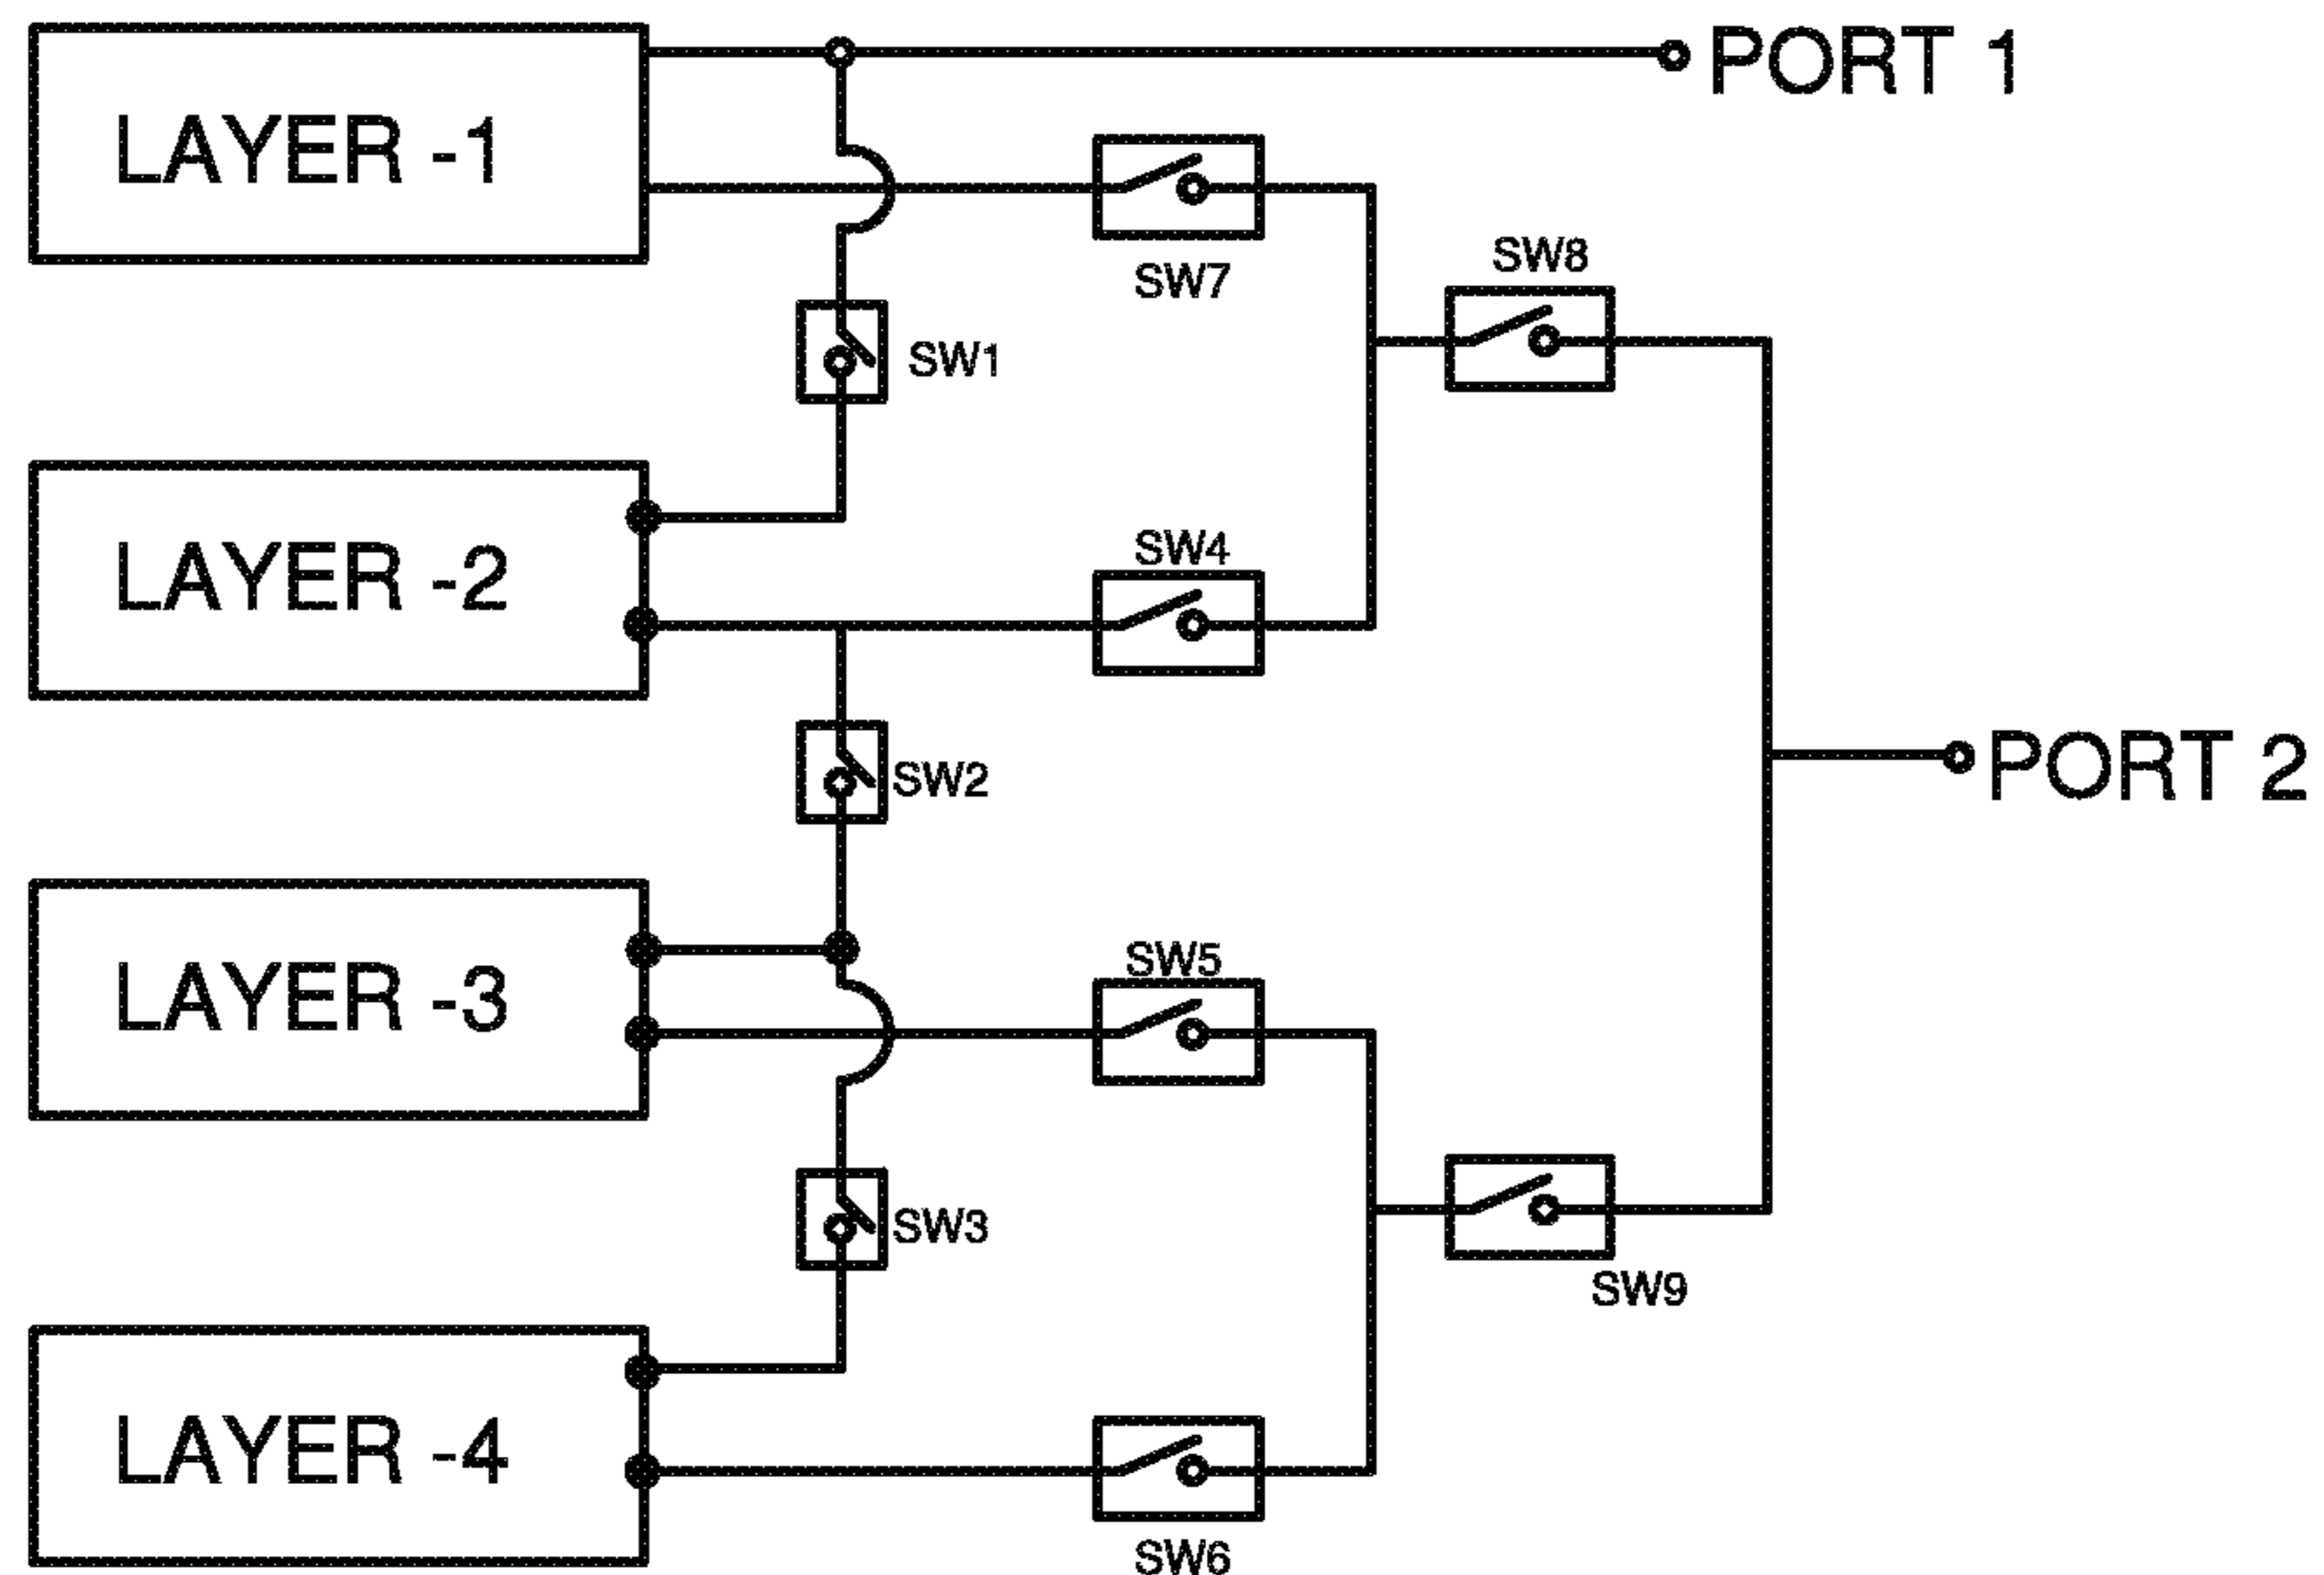 PORT 1
LAYER -1
SW7
SW8
SW1
LAYER -2
SW4
SW2
PORT 2
LAYER -3
SW5
SW3
SW9
LAYER -4
SW6